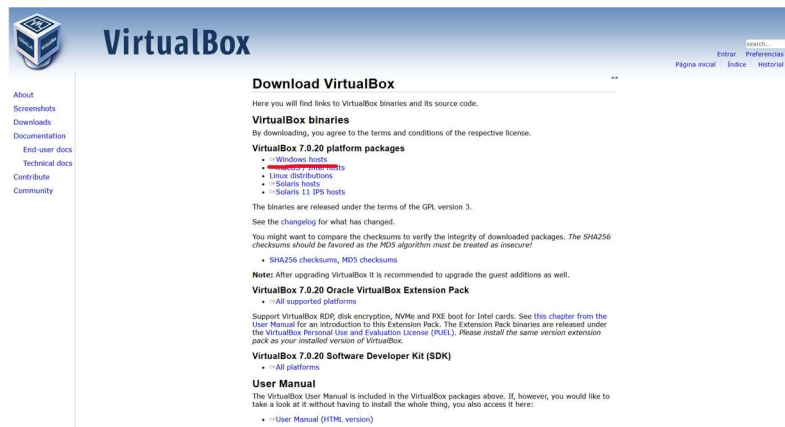 VirtualBox
search...
Entrar Preferencias
Página inicial Índice Historial
About
Screenshots
Downloads
Documentation
End-user docs
Technical docs
Contribute
Community
Download VirtualBox
Here you will find links to VirtualBox binaries and its source code.
VirtualBox binaries
By downloading, you agree to the terms and conditions of the respective license.
VirtualBox 7.0.20 platform packages
Windows hosts
macOS / Intel hosts
Linux distributions
Solaris hosts
Solaris 11 IPS hosts
The binaries are released under the terms of the GPL version 3.
See the changelog for what has changed.
You might want to compare the checksums to verify the integrity of downloaded packages. The SHA256
checksums should be favored as the MD5 algorithm must be treated as insecure!
SHA256 checksums, MD5 checksums
Note: After upgrading VirtualBox it is recommended to upgrade the guest additions as well.
VirtualBox 7.0.20 Oracle VirtualBox Extension Pack
All supported platforms
Support VirtualBox RDP, disk encryption, NVMe and PXE boot for Intel cards. See this chapter from the
User Manual for an introduction to this Extension Pack. The Extension Pack binaries are released under
the VirtualBox Personal Use and Evaluation License (PUEL). Please install the same version extension
pack as your installed version of VirtualBox.
VirtualBox 7.0.20 Software Developer Kit (SDK)
All platforms
User Manual
The VirtualBox User Manual is included in the VirtualBox packages above. If, however, you would like to
take a look at it without having to install the whole thing, you also access it here:
User Manual (HTML version)